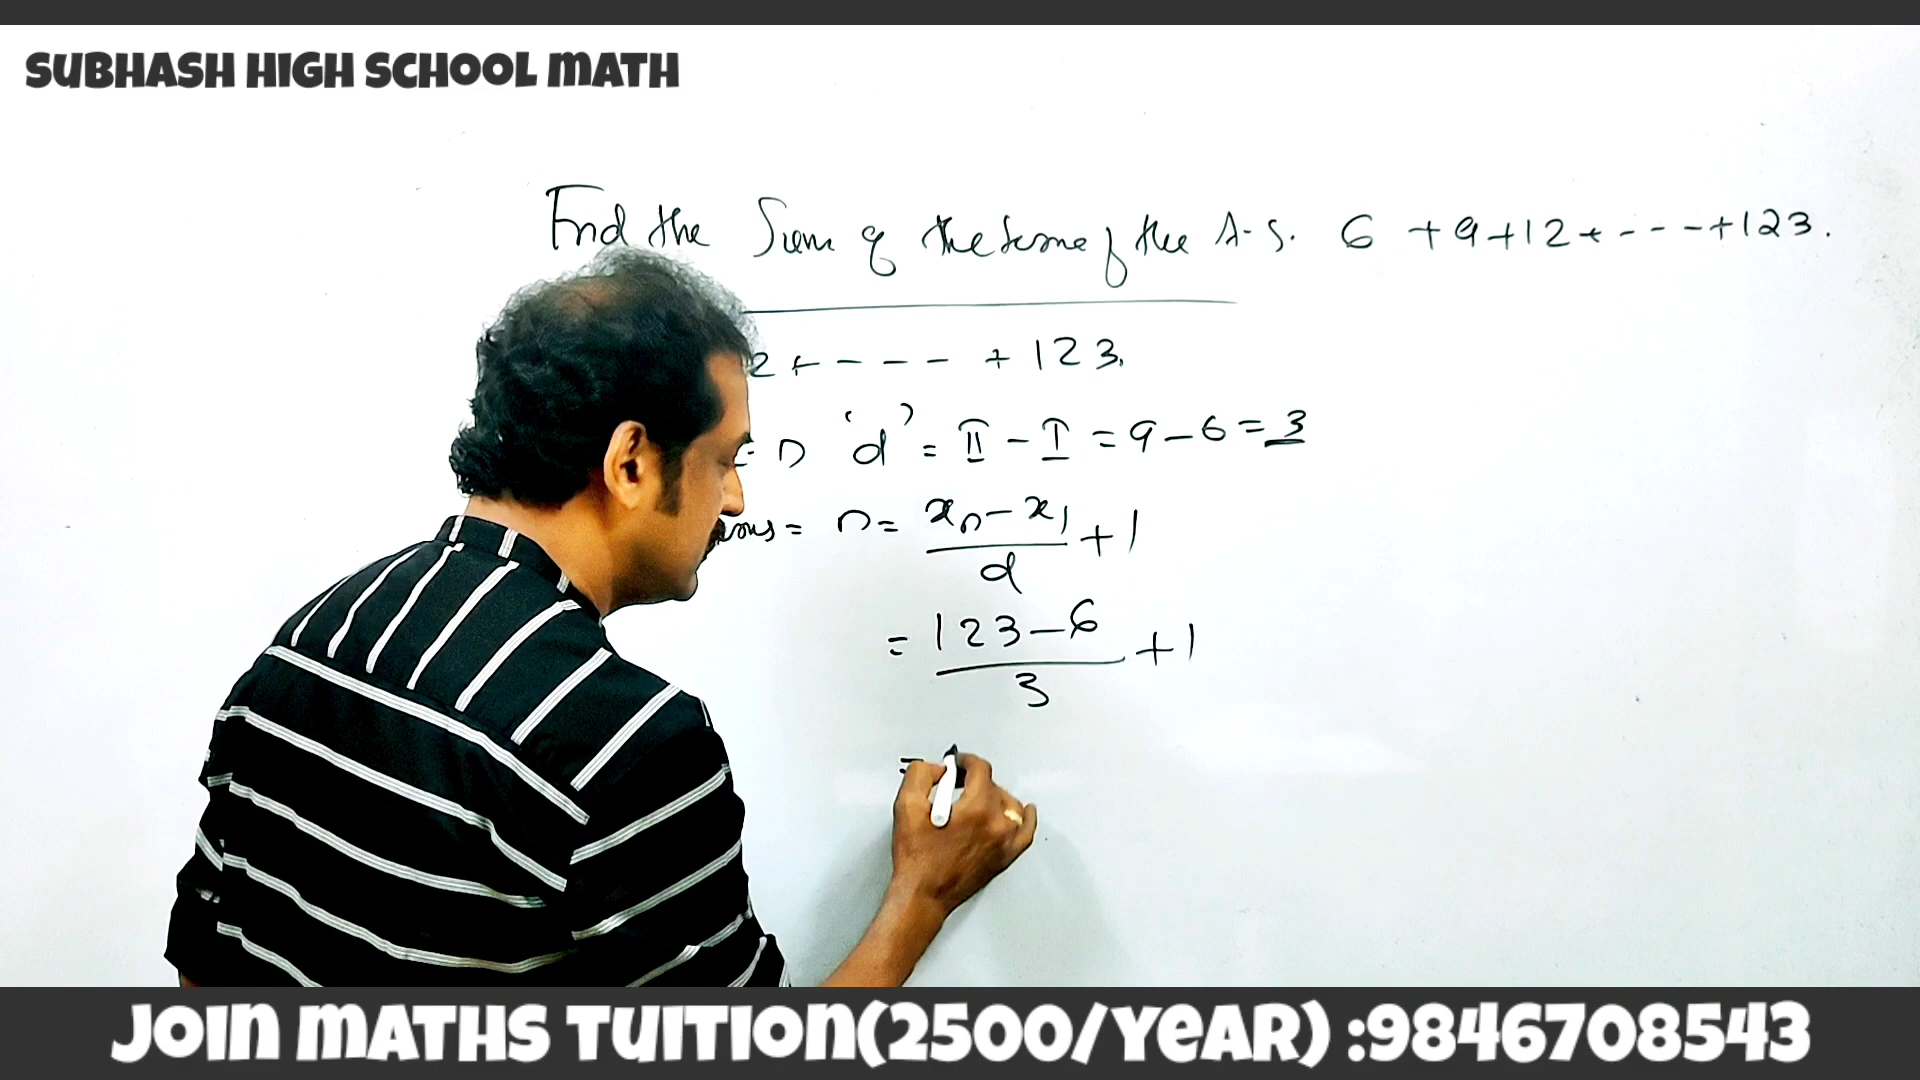 SUBHASH HIGH SCHOOL MATH
Find the Sum of the terms of the A.S. 6 + 9 + 12 + - - - - + 123.
2 + - - - - + 123.
D 'd' = II - I = 9 - 6 = 3
= n = xn - x1 / d + 1
= 123 - 6 / 3 + 1
=
JOIN MATHS TUITION(2500/YEAR) :9846708543